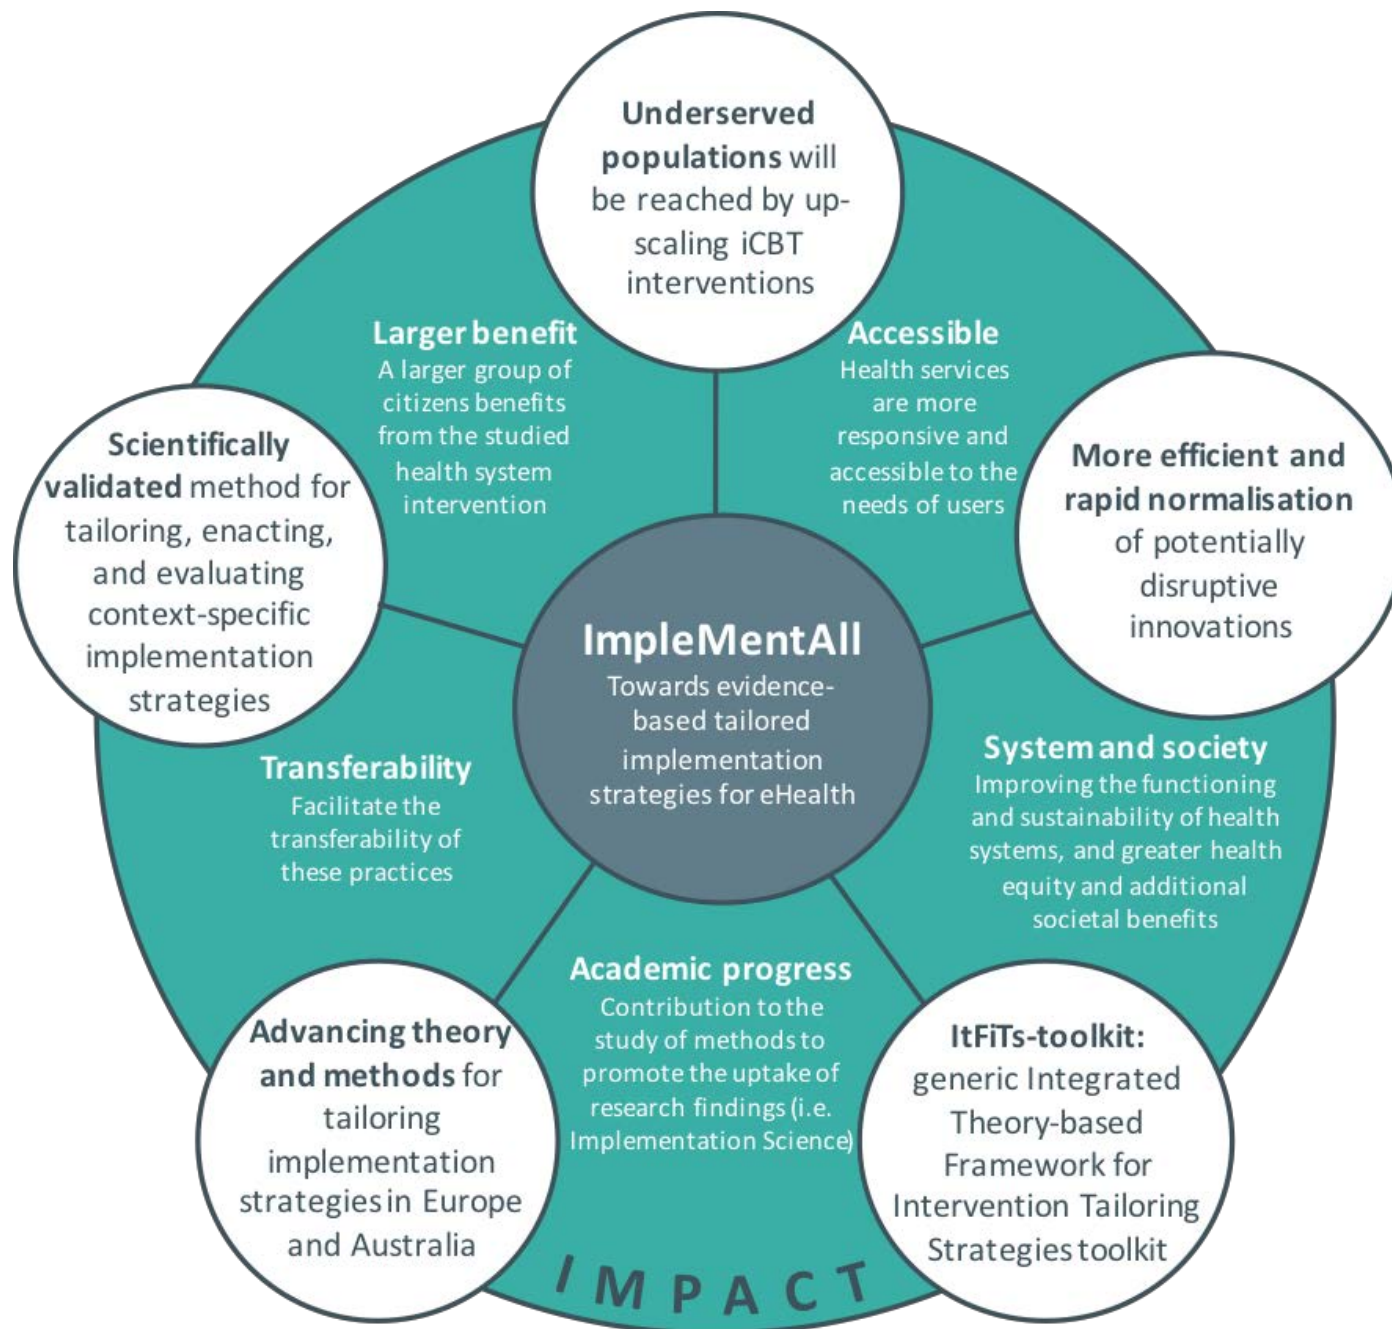 Underserved
populations will
be reached by up-
scaling iCBT
interventions
Larger benefit
A larger group of
citizens benefits
from the studied
health system
intervention
Accessible
Health services
are more
responsive and
accessible to the
needs of users
Scientifically
validated method for
tailoring, enacting,
and evaluating
context-specific
implementation
strategies
More efficient and
rapid normalisation
of potentially
disruptive
innovations
ImpleMentAll
Towards evidence-
based tailored
implementation
strategies for eHealth
Transferability
Facilitate the
transferability of
these practices
System and society
Improving the functioning
and sustainability of health
systems, and greater health
equity and additional
societal benefits
Academic progress
Contribution to the
study of methods to
promote the uptake of
research findings (i.e.
Implementation Science)
Advancing theory
and methods for
tailoring
implementation
strategies in Europe
and Australia
ItFiTs-toolkit:
generic Integrated
Theory-based
Framework for
Intervention Tailoring
Strategies toolkit
IMPACT